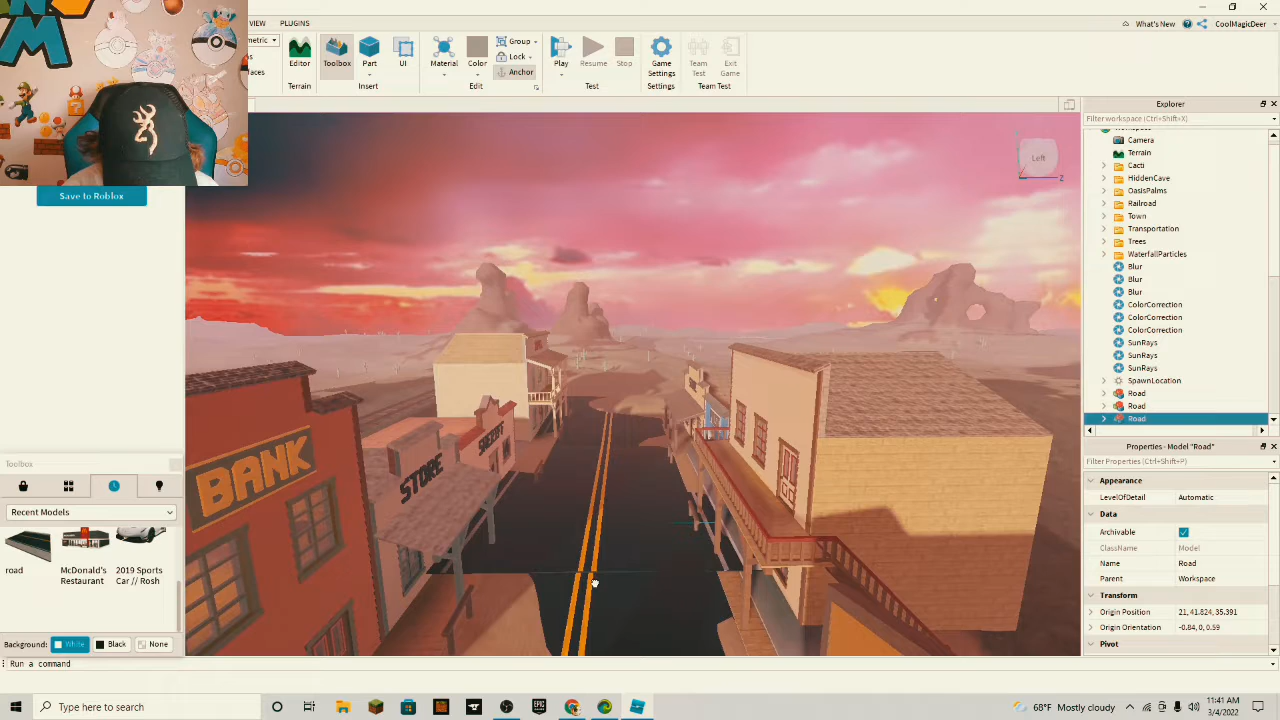 VIEW
PLUGINS
What's New
CoolMagicDeer
Editor
Toolbox
Part
UI
Material
Color
Group
Lock
Anchor
Play
Resume
Stop
Game
Settings
Team
Test
Exit
Game
Terrain
Insert
Edit
Test
Settings
Team Test
Explorer
Filter workspace (Ctrl+Shift+X)
Camera
Terrain
Cacti
HiddenCave
OasisPalms
Railroad
Town
Transportation
Trees
WaterfallParticles
Blur
Blur
Blur
ColorCorrection
ColorCorrection
ColorCorrection
SunRays
SunRays
SunRays
SpawnLocation
Road
Road
Road
Left
Z
Save to Roblox
BANK
STORE
SHERIFF
Properties - Model "Road"
Filter Properties (Ctrl+Shift+P)
Appearance
LevelOfDetail Automatic
Data
Archivable
ClassName Model
Name Road
Parent Workspace
Transform
Origin Position 21, 41.824, 35.391
Origin Orientation -0.84, 0, 0.59
Pivot
Toolbox
Recent Models
road
McDonald's
Restaurant
2019 Sports
Car // Rosh
Background: White Black None
Run a command
Type here to search
EPIC
68°F Mostly cloudy
11:41 AM
3/4/2022